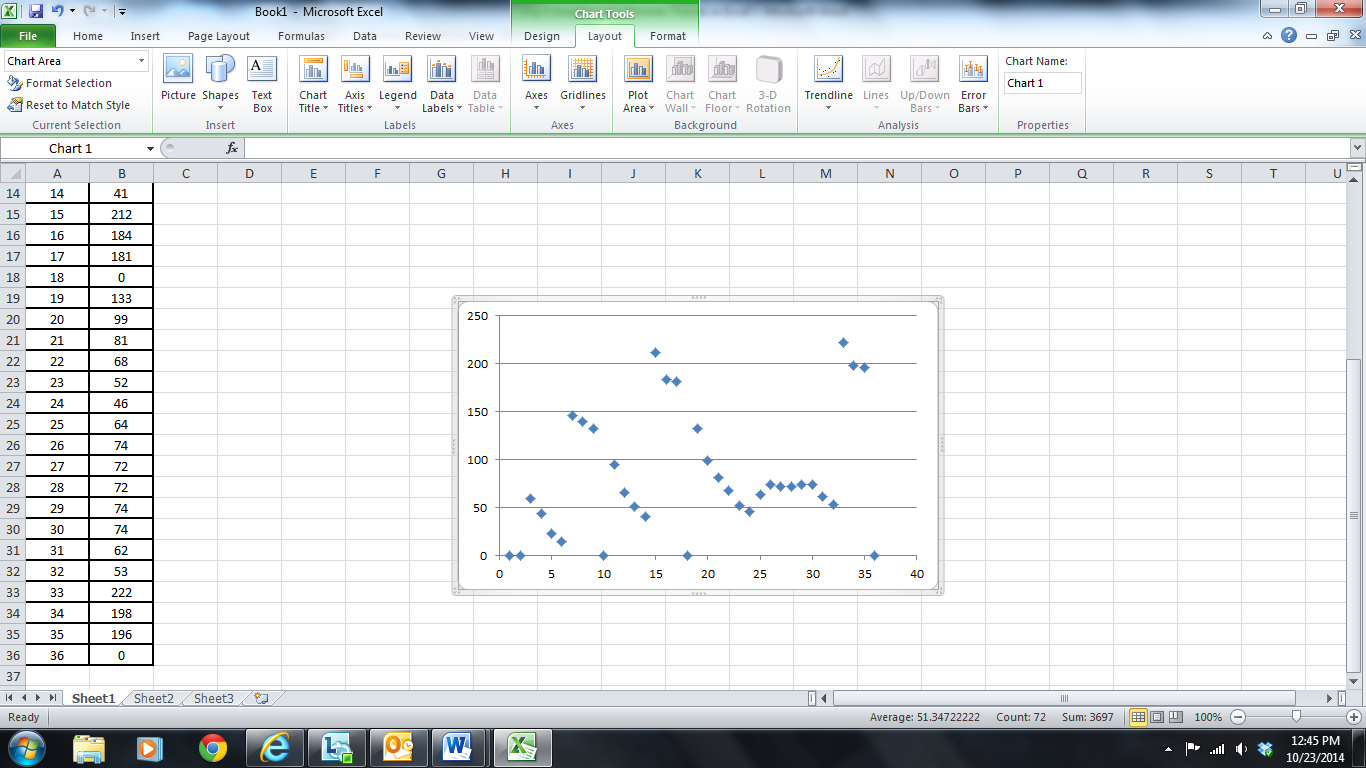 Book1 - Microsoft Excel
Chart Tools
File Home Insert Page Layout Formulas Data Review View Design Layout Format
Chart Area
Format Selection
Reset to Match Style
Current Selection
Picture Shapes Text Box
Insert
Chart Title Axis Titles Legend Data Labels Data Table
Labels
Axes Gridlines
Axes
Plot Area Chart Wall Chart Floor 3-D Rotation
Background
Trendline Lines Up/Down Bars Error Bars
Analysis
Chart Name:
Chart 1
Properties
Chart 1 fx
A B C D E F G H I J K L M N O P Q R S T U
14 14 41
15 15 212
16 16 184
17 17 181
18 18 0
19 19 133
20 20 99
21 21 81
22 22 68
23 23 52
24 24 46
25 25 64
26 26 74
27 27 72
28 28 72
29 29 74
30 30 74
31 31 62
32 32 53
33 33 222
34 34 198
35 35 196
36 36 0
37
250
200
150
100
50
0
0 5 10 15 20 25 30 35 40
Sheet1 Sheet2 Sheet3
Ready Average: 51.34722222 Count: 72 Sum: 3697 100%
12:45 PM
10/23/2014